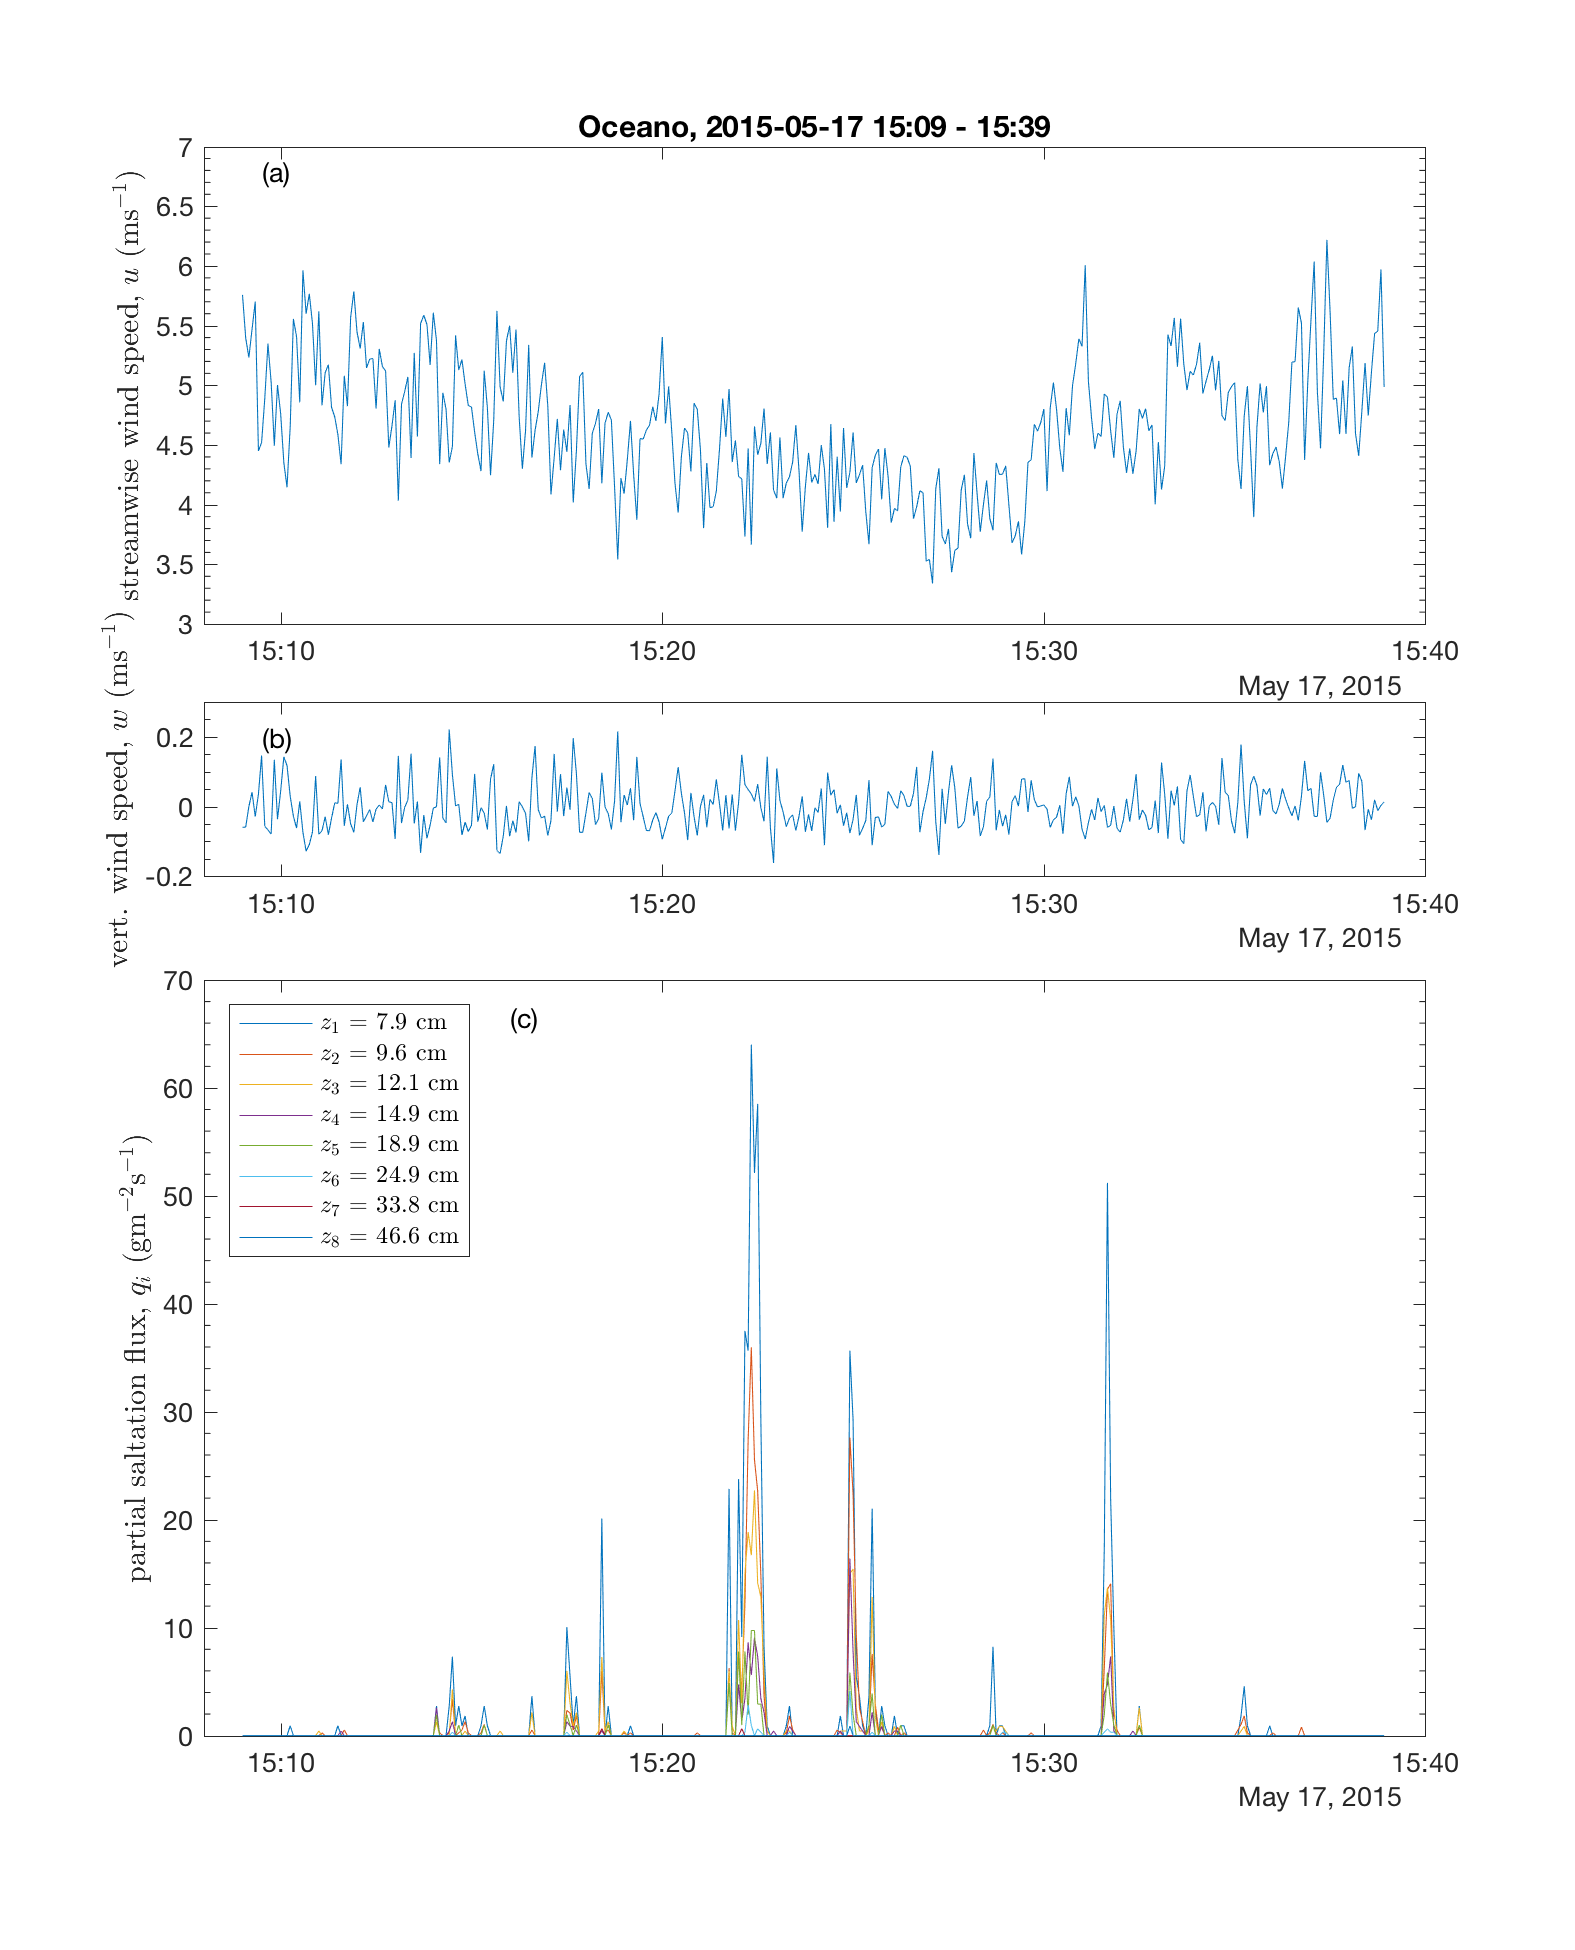 Oceano, 2015-05-17 15:09 - 15:39
(a)
streamwise wind speed, u (ms⁻¹)
7
6.5
6
5.5
5
4.5
4
3.5
3
15:10 15:20 15:30 15:40
May 17, 2015
(b)
vert. wind speed, w (ms⁻¹)
0.2
0
-0.2
15:10 15:20 15:30 15:40
May 17, 2015
(c)
partial saltation flux, qᵢ (gm⁻²s⁻¹)
70
60
50
40
30
20
10
0
z₁ = 7.9 cm
z₂ = 9.6 cm
z₃ = 12.1 cm
z₄ = 14.9 cm
z₅ = 18.9 cm
z₆ = 24.9 cm
z₇ = 33.8 cm
z₈ = 46.6 cm
15:10 15:20 15:30 15:40
May 17, 2015